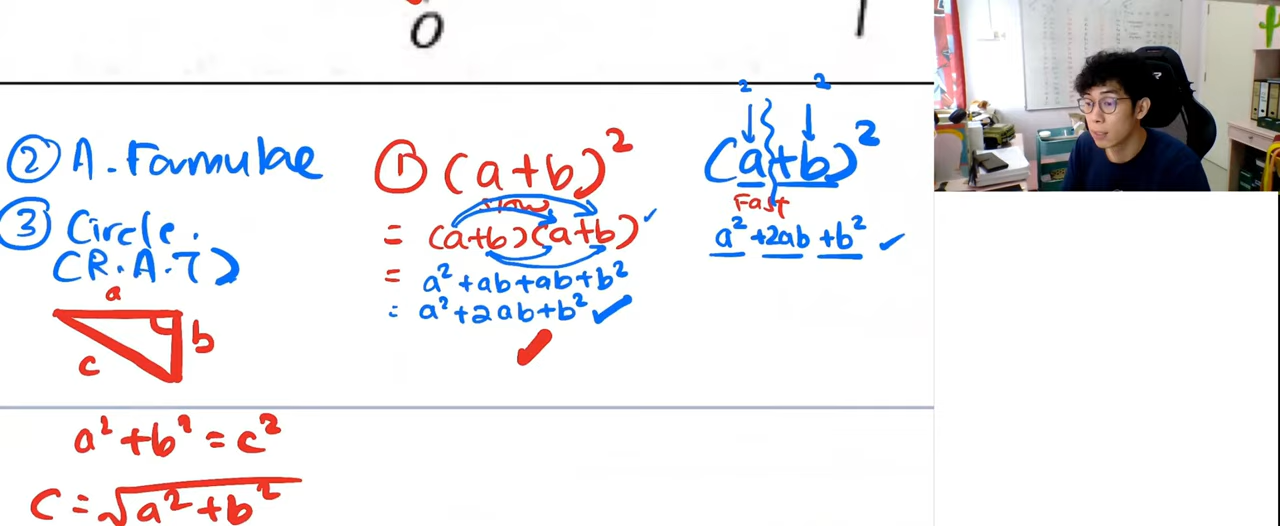 0 1
② A. Formulae
③ Circle.
(R.A.T)
a
b
c
a² + b² = c²
c = √a² + b²
① (a+b)²
slow
= (a+b)(a+b)
= a² + ab + ab + b²
= a² + 2ab + b²
2 2
(a+b)²
Fast
a² + 2ab + b²